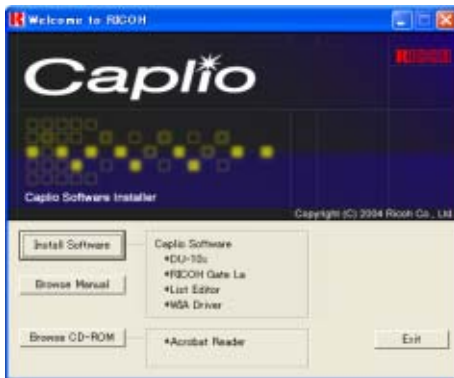 Welcome to RICOH
RICOH
Caplio
Caplio Software Installer
Copyright (C) 2004 Ricoh Co., Ltd.
Install Software
Caplio Software
*DU-10x
*RICOH Gate La
*List Editor
*WIA Driver
Browse Manual
Browse CD-ROM
*Acrobat Reader
Exit